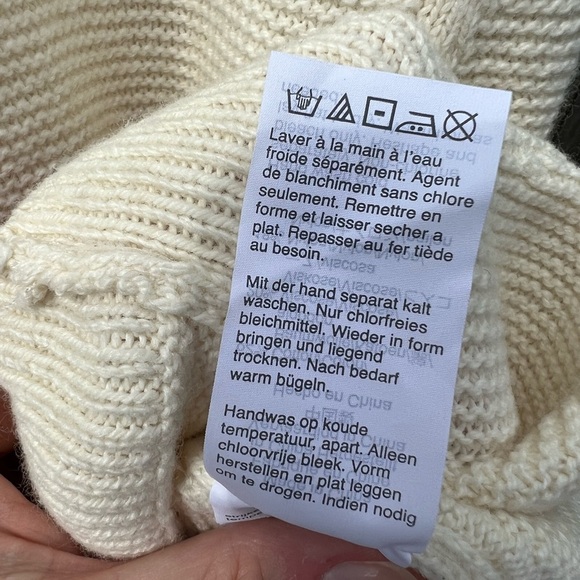 Laver à la main à l'eau
froide séparément. Agent
de blanchiment sans chlore
seulement. Remettre en
forme et laisser secher a
plat. Repasser au fer tiède
au besoin.
Mit der hand separat kalt
waschen. Nur chlorfreies
bleichmittel. Wieder in form
bringen und liegend
trocknen. Nach bedarf
warm bügeln.
Handwas op koude
temperatuur, apart. Alleen
chloorvrije bleek. Vorm
herstellen en plat leggen
om te drogen. Indien nodig